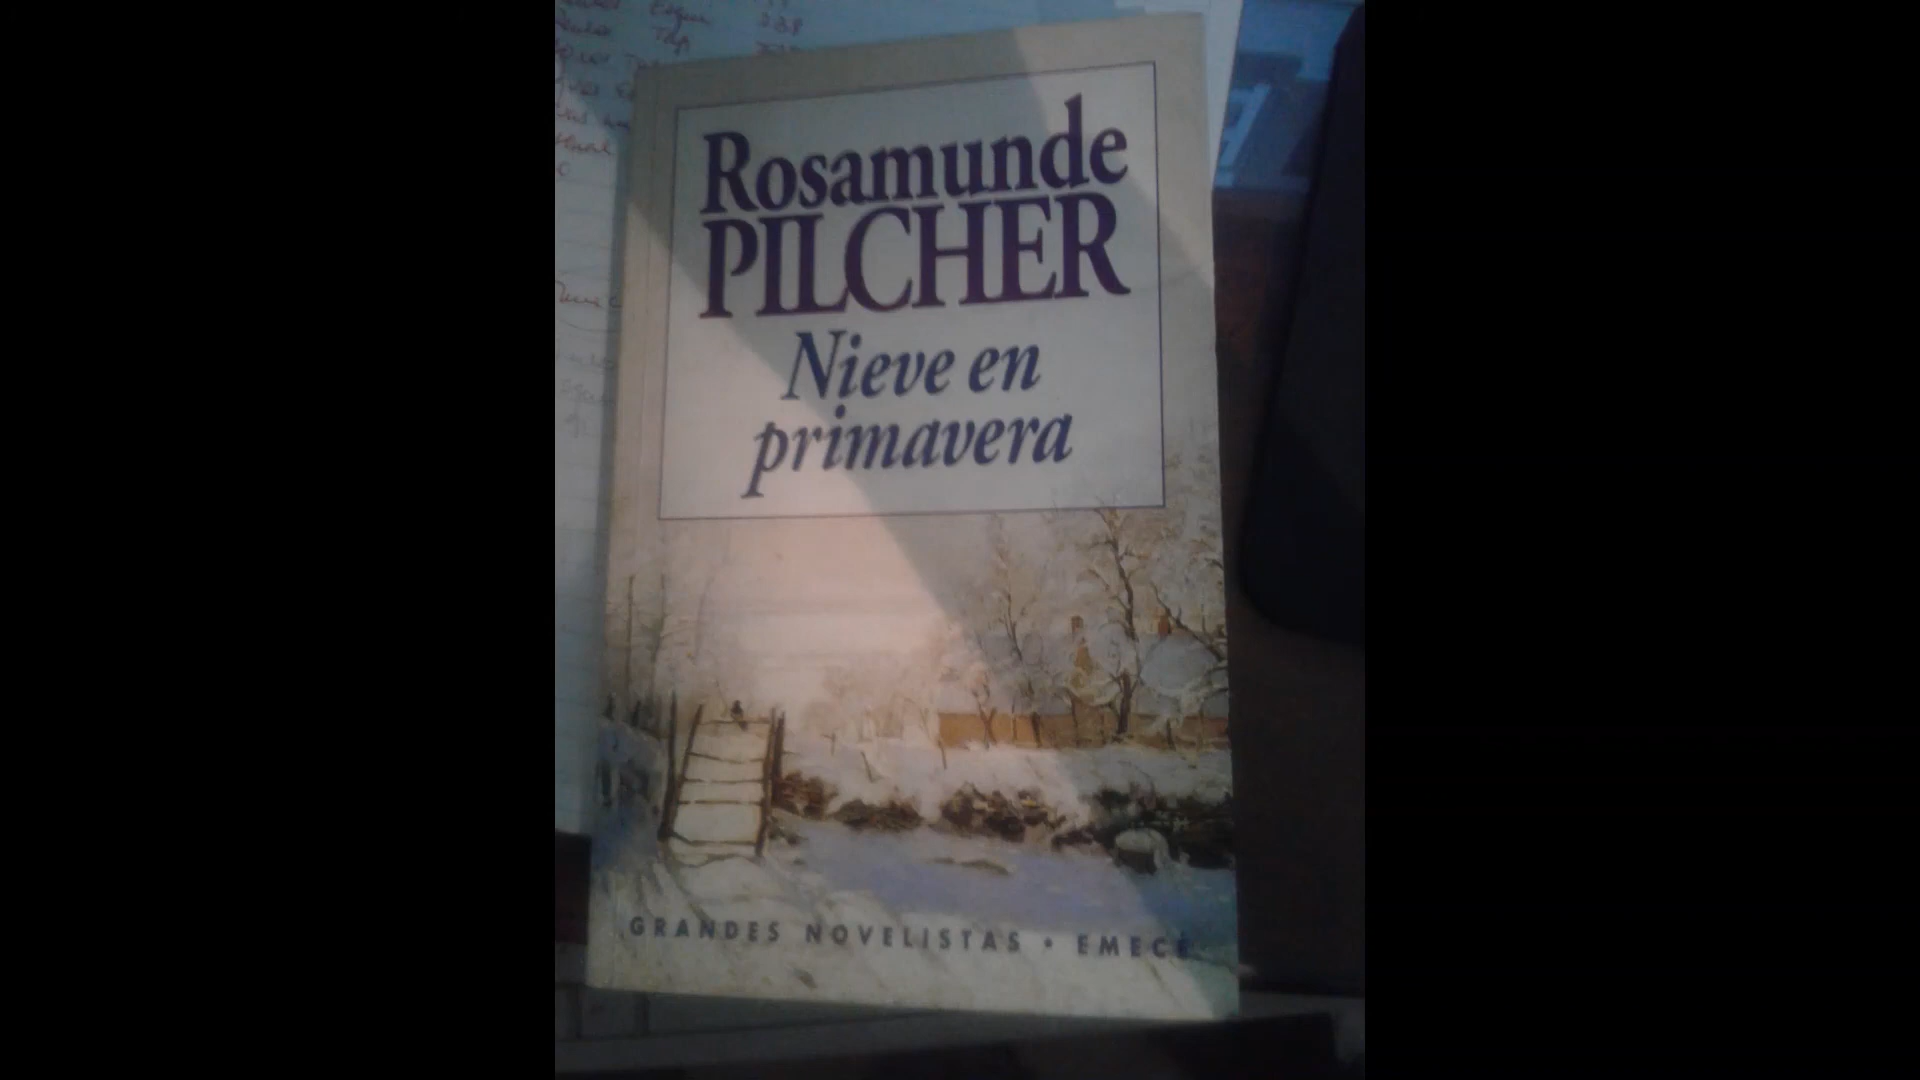 Rosamunde
PILCHER
Nieve en
primavera
GRANDES NOVELISTAS • EMECÉ